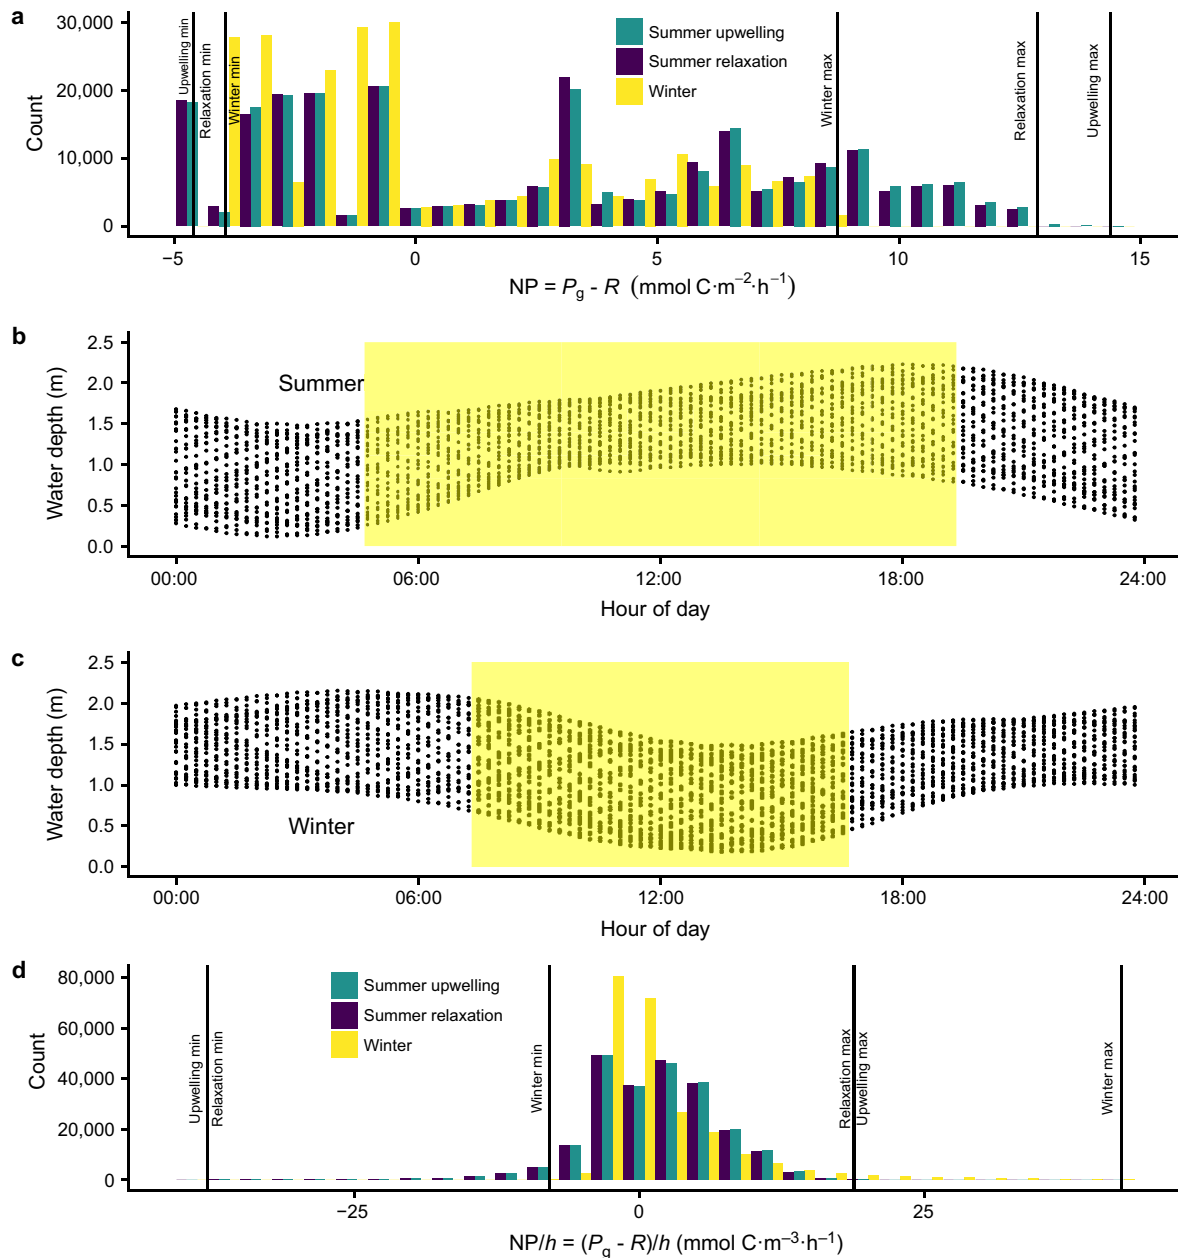 a
30,000
20,000
10,000
0
Count
Upwelling min
Relaxation min
Winter min
Summer upwelling
Summer relaxation
Winter
Winter max
Relaxation max
Upwelling max
−5
0
5
10
15
NP = Pg - R (mmol C·m−2·h−1)
b
2.5
2.0
1.5
1.0
0.5
0.0
Water depth (m)
Summer
00:00
06:00
12:00
18:00
24:00
Hour of day
c
2.5
2.0
1.5
1.0
0.5
0.0
Water depth (m)
Winter
00:00
06:00
12:00
18:00
24:00
Hour of day
d
80,000
60,000
40,000
20,000
0
Count
Upwelling min
Relaxation min
Summer upwelling
Summer relaxation
Winter
Winter min
Relaxation max
Upwelling max
Winter max
−25
0
25
NP/h = (Pg - R)/h (mmol C·m−3·h−1)